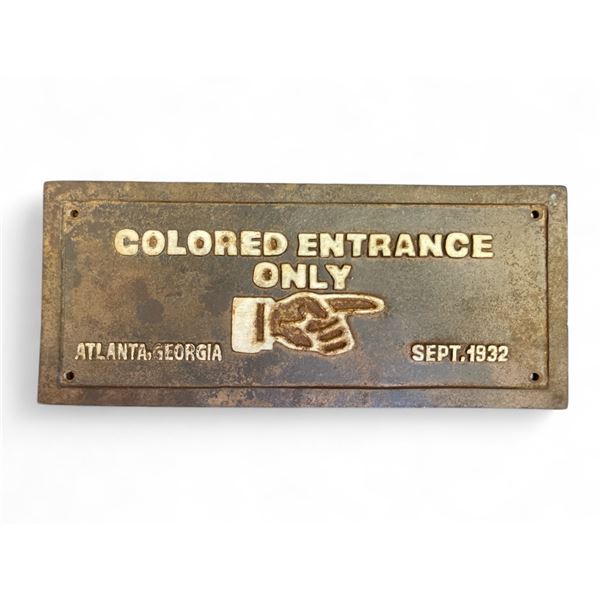 COLORED ENTRANCE
ONLY
ATLANTA, GEORGIA
SEPT. 1932